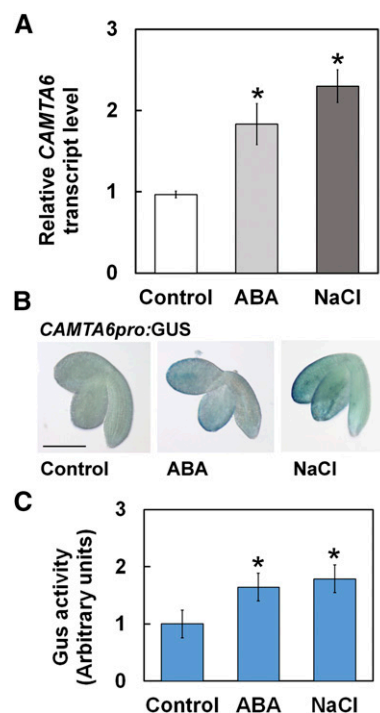 A
Relative CAMTA6
transcript level
3
2
1
0
*
*
Control ABA NaCl
B
CAMTA6pro:GUS
Control ABA NaCl
C
Gus activity
(Arbitrary units)
3
2
1
0
*
*
Control ABA NaCl